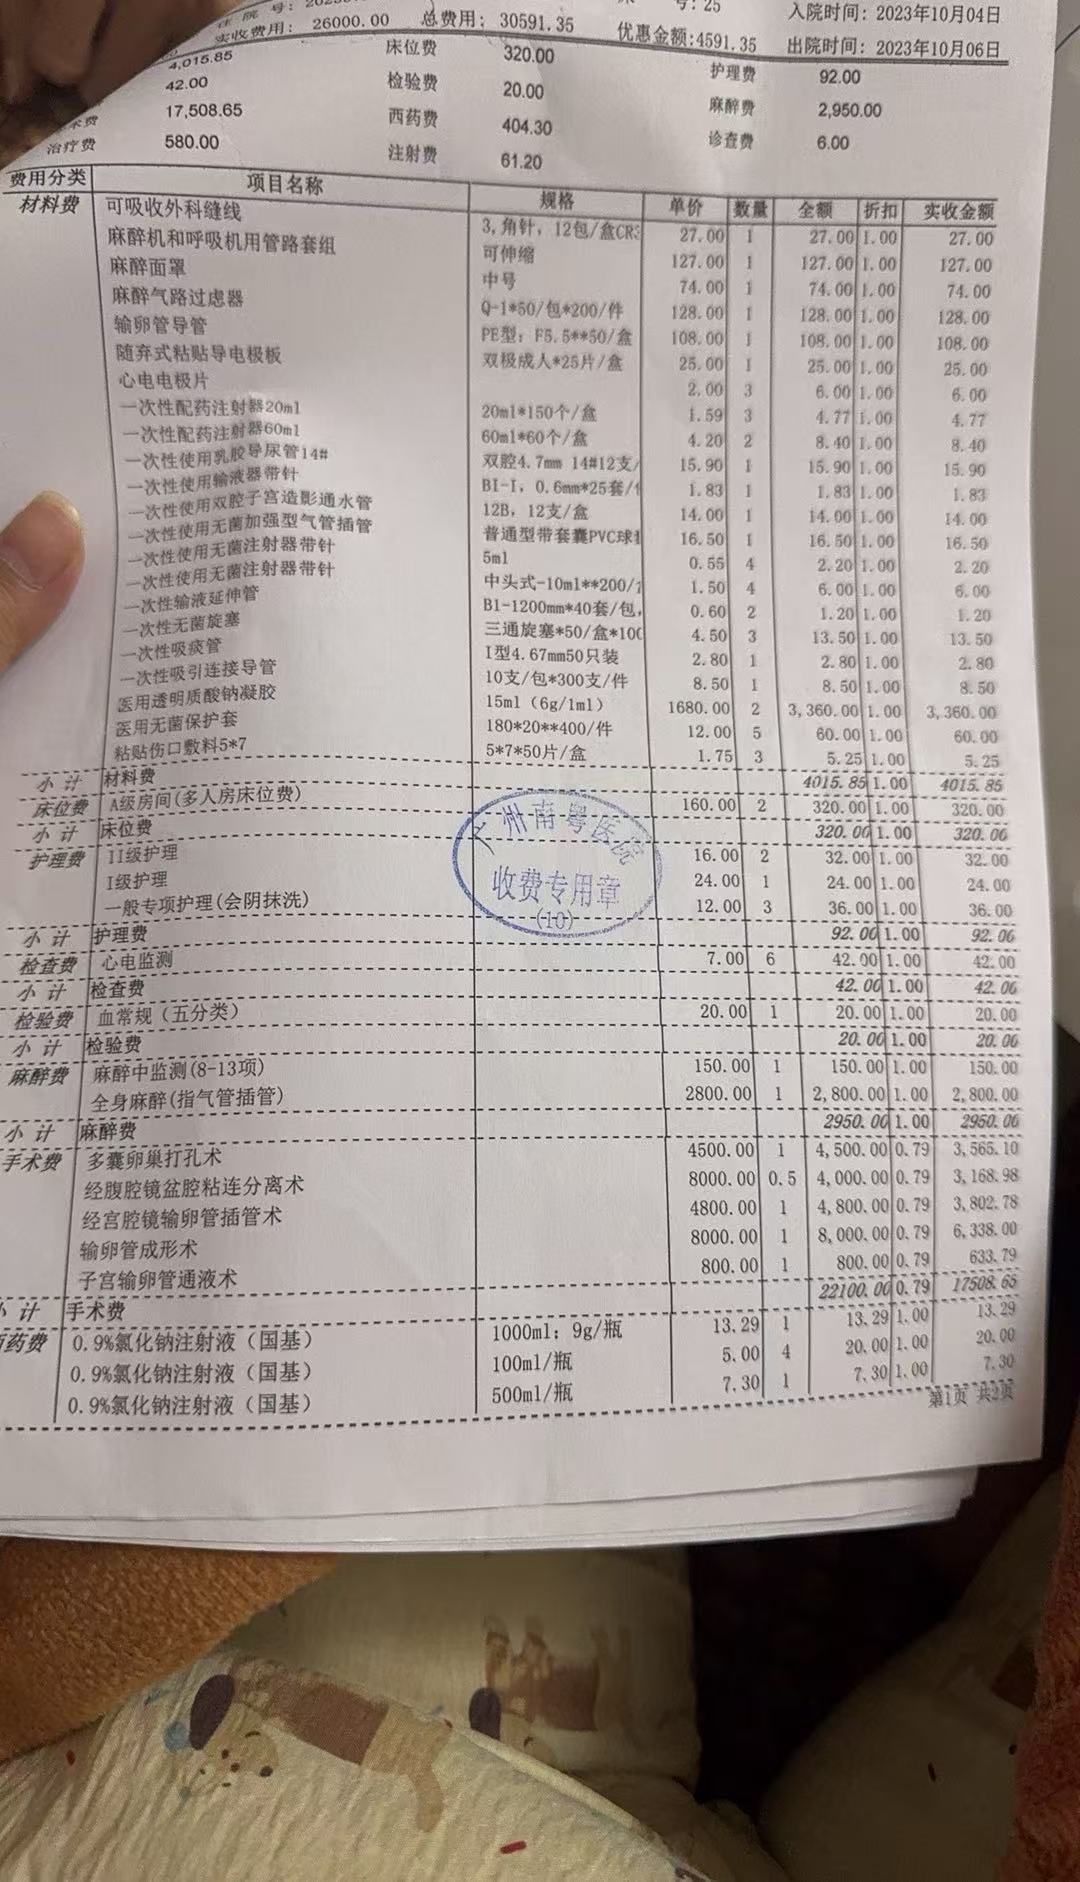 住 院 号: 床 号: 25 入院时间: 2023年10月04日
实收费用: 26000.00 总费用: 30591.35 优惠金额:4591.35 出院时间: 2023年10月06日
4,015.85 床位费 320.00 护理费 92.00
42.00 检验费 20.00 麻醉费 2,950.00
术费 17,508.65 西药费 404.30 诊查费 6.00
治疗费 580.00 注射费 61.20
费用分类 项目名称 规格 单价 数量 全额 折扣 实收金额
材料费 可吸收外科缝线 3,角针, 12包/盒CR3 27.00 1 27.00 1.00 27.00
麻醉机和呼吸机用管路套组 可伸缩 127.00 1 127.00 1.00 127.00
麻醉面罩 中号 74.00 1 74.00 1.00 74.00
麻醉气路过虑器 Q-1*50/包*200/件 128.00 1 128.00 1.00 128.00
输卵管导管 PE型; F5.5**50/盒 108.00 1 108.00 1.00 108.00
随弃式粘贴导电极板 双极成人*25片/盒 25.00 1 25.00 1.00 25.00
心电电极片 2.00 3 6.00 1.00 6.00
一次性配药注射器20ml 20ml*150个/盒 1.59 3 4.77 1.00 4.77
一次性配药注射器60ml 60ml*60个/盒 4.20 2 8.40 1.00 8.40
一次性使用乳胶导尿管14# 双腔4.7mm 14#12支/ 15.90 1 15.90 1.00 15.90
一次性使用输液器带针 BI-I, 0.6mm*25套/ 1.83 1 1.83 1.00 1.83
一次性使用双腔子宫造影通水管 12B, 12支/盒 14.00 1 14.00 1.00 14.00
一次性使用无菌加强型气管插管 普通型带套囊PVC球 16.50 1 16.50 1.00 16.50
一次性使用无菌注射器带针 5ml 0.55 4 2.20 1.00 2.20
一次性使用无菌注射器带针 中头式-10ml**200/ 1.50 4 6.00 1.00 6.00
一次性输液延伸管 B1-1200mm*40套/包, 0.60 2 1.20 1.00 1.20
一次性无菌旋塞 三通旋塞*50/盒*100 4.50 3 13.50 1.00 13.50
一次性吸痰管 I型4.67mm50只装 2.80 1 2.80 1.00 2.80
一次性吸引连接导管 10支/包*300支/件 8.50 1 8.50 1.00 8.50
医用透明质酸钠凝胶 15ml (6g/1ml) 1680.00 2 3,360.00 1.00 3,360.00
医用无菌保护套 180*20**400/件 12.00 5 60.00 1.00 60.00
粘贴伤口敷料5*7 5*7*50片/盒 1.75 3 5.25 1.00 5.25
小 计 材料费 4015.85 1.00 4015.85
床位费 A级房间(多人房床位费) 160.00 2 320.00 1.00 320.00
小 计 床位费 320.00 1.00 320.00
护理费 II级护理 16.00 2 32.00 1.00 32.00
I级护理 24.00 1 24.00 1.00 24.00
一般专项护理(会阴抹洗) 12.00 3 36.00 1.00 36.00
广州南粤医院
收费专用章
(10)
小 计 护理费 92.00 1.00 92.00
检查费 心电监测 7.00 6 42.00 1.00 42.00
小 计 检查费 42.00 1.00 42.00
检验费 血常规 (五分类) 20.00 1 20.00 1.00 20.00
小 计 检验费 20.00 1.00 20.00
麻醉费 麻醉中监测(8-13项) 150.00 1 150.00 1.00 150.00
全身麻醉(指气管插管) 2800.00 1 2,800.00 1.00 2,800.00
小 计 麻醉费 2950.00 1.00 2950.00
手术费 多囊卵巢打孔术 4500.00 1 4,500.00 0.79 3,565.10
经腹腔镜盆腔粘连分离术 8000.00 0.5 4,000.00 0.79 3,168.98
经宫腔镜输卵管插管术 4800.00 1 4,800.00 0.79 3,802.78
输卵管成形术 8000.00 1 8,000.00 0.79 6,338.00
子宫输卵管通液术 800.00 1 800.00 0.79 633.79
小 计 手术费 22100.00 0.79 17508.65
西药费 0.9%氯化钠注射液 (国基) 1000ml: 9g/瓶 13.29 1 13.29 1.00 13.29
0.9%氯化钠注射液 (国基) 100ml/瓶 5.00 4 20.00 1.00 20.00
0.9%氯化钠注射液 (国基) 500ml/瓶 7.30 1 7.30 1.00 7.30
第1页 共2页